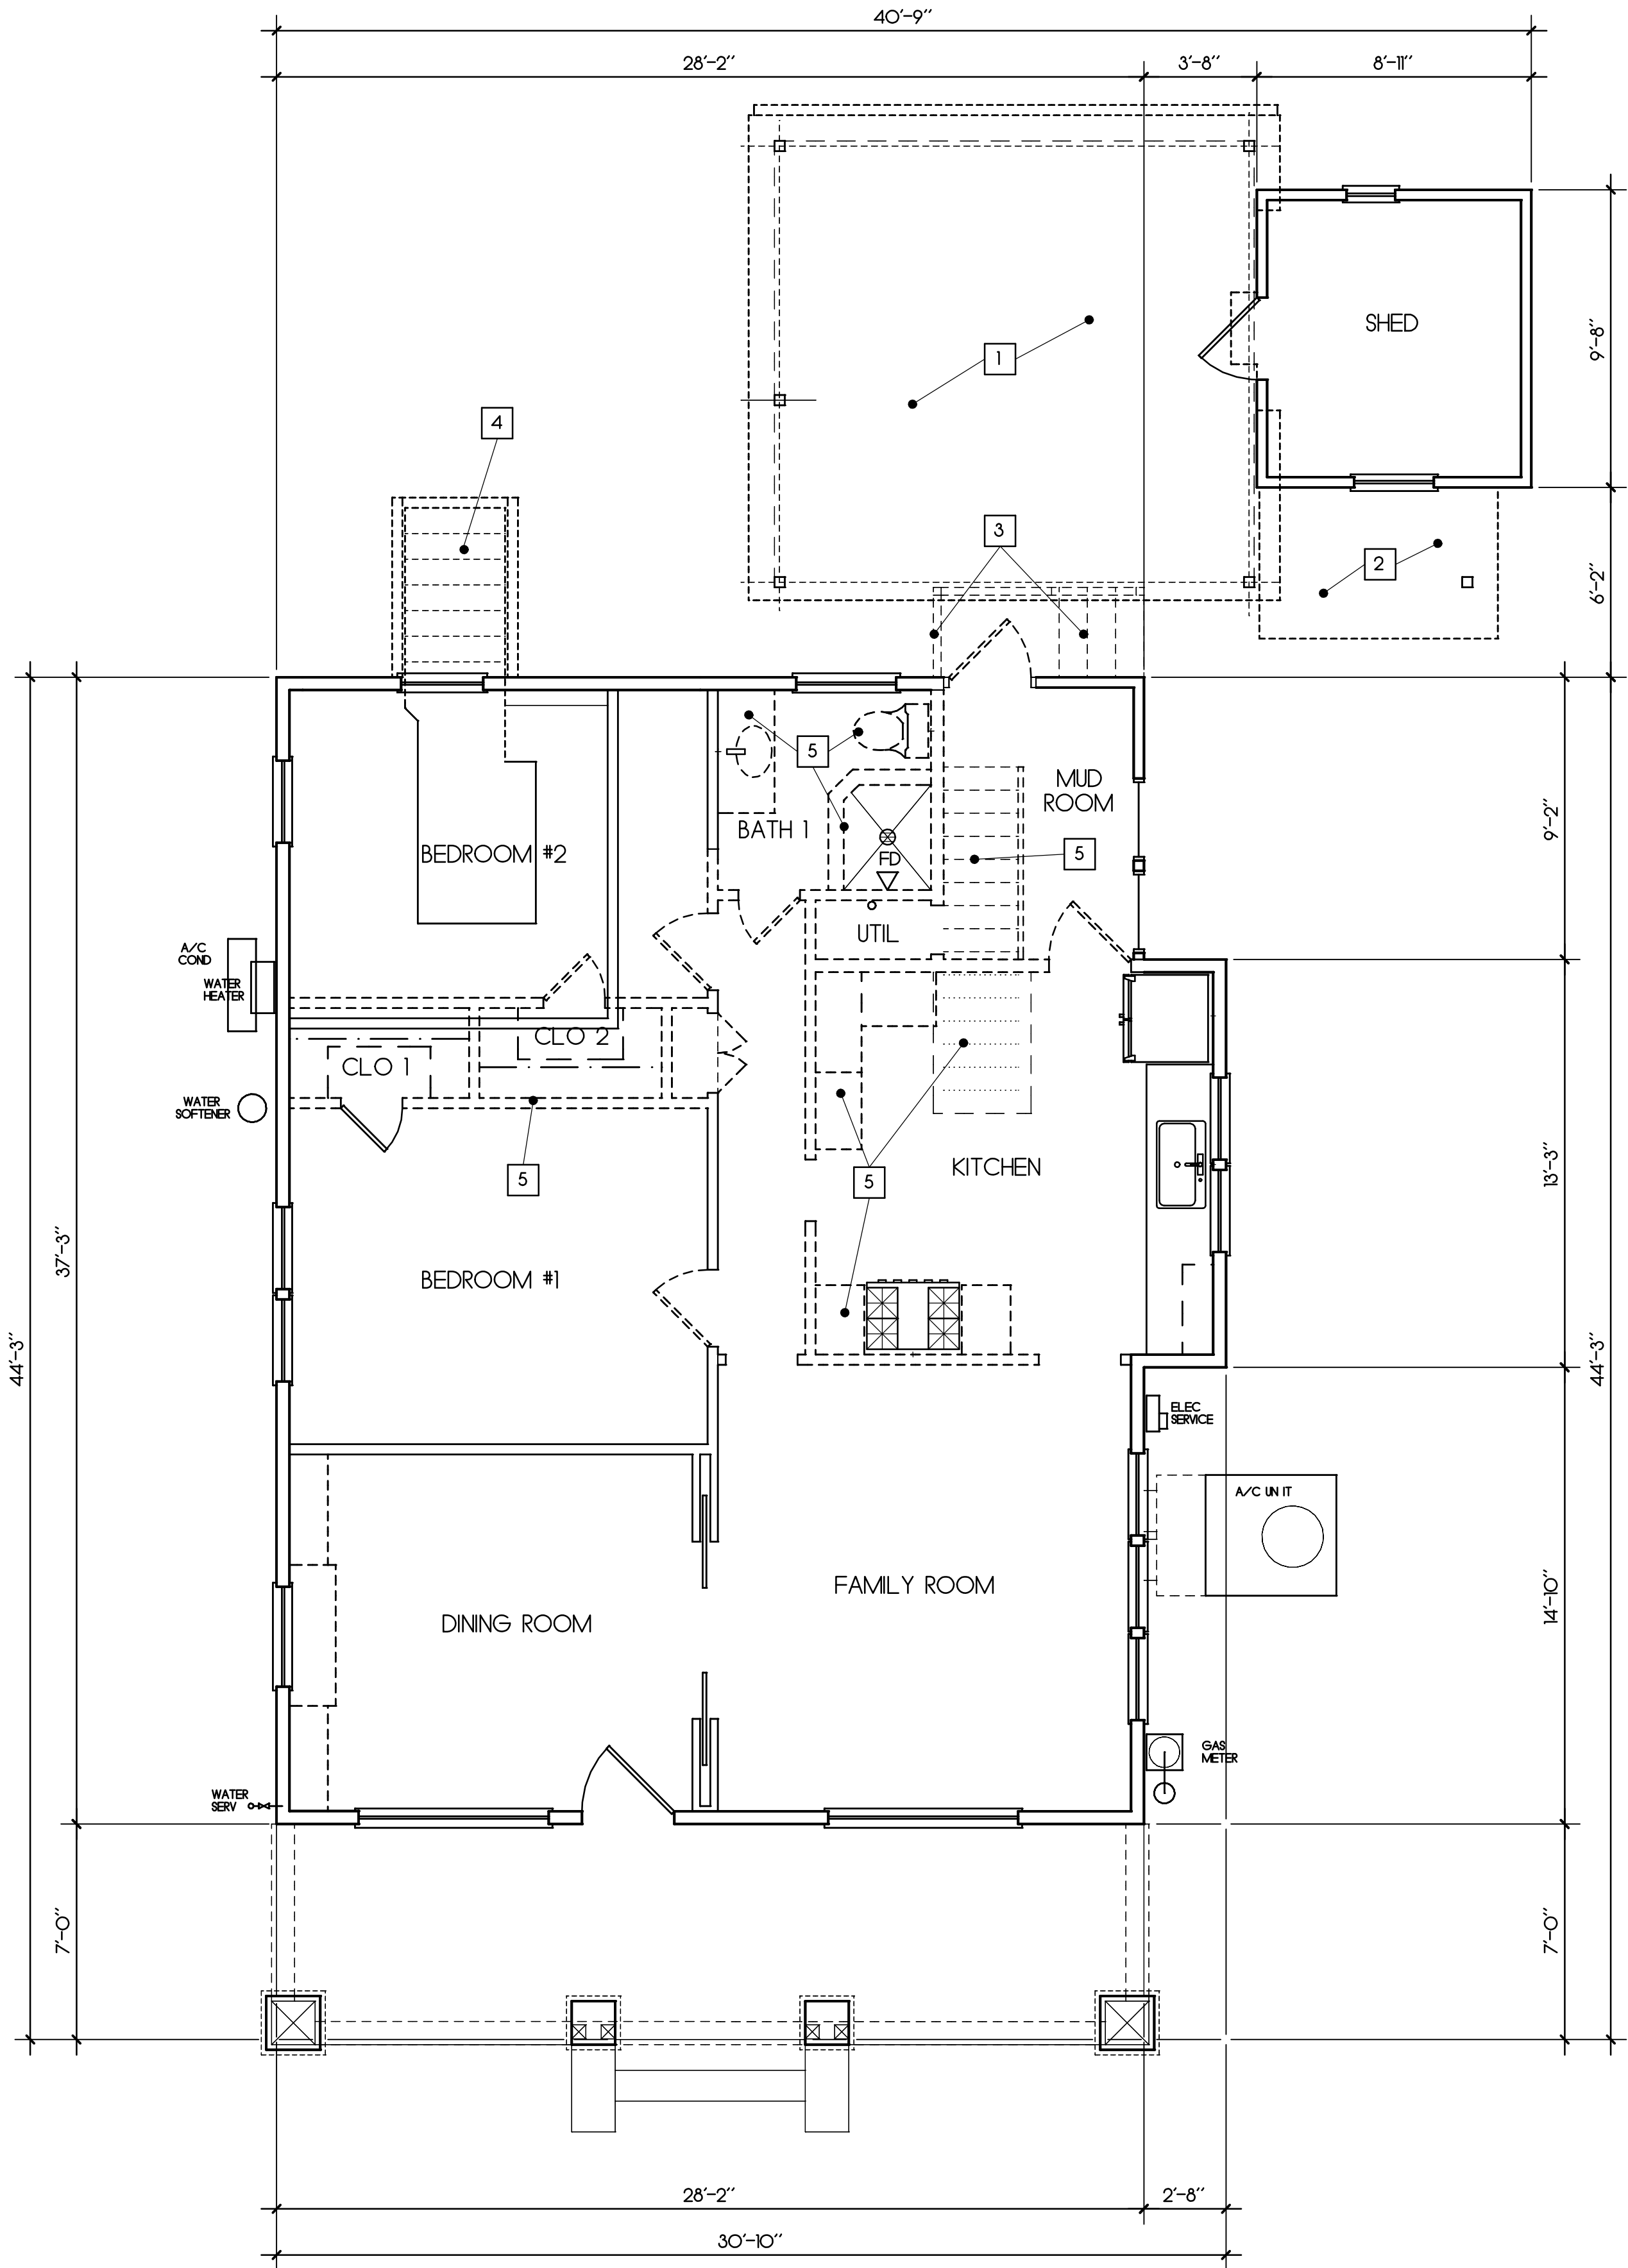 40'-9"
28'-2"
3'-8"
8'-11"
1
SHED
9'-8"
4
3
2
6'-2"
5
MUD
ROOM
BATH 1
9'-2"
BEDROOM #2
5
FD
UTIL
A/C
COND
WATER
HEATER
CLO 2
CLO 1
WATER
SOFTENER
KITCHEN
5
5
13'-3"
37'-3"
BEDROOM #1
44'-3"
44'-3"
ELEC
SERVICE
A/C UNIT
FAMILY ROOM
14'-10"
DINING ROOM
GAS
METER
WATER
SERV
7'-0"
7'-0"
28'-2"
2'-8"
30'-10"